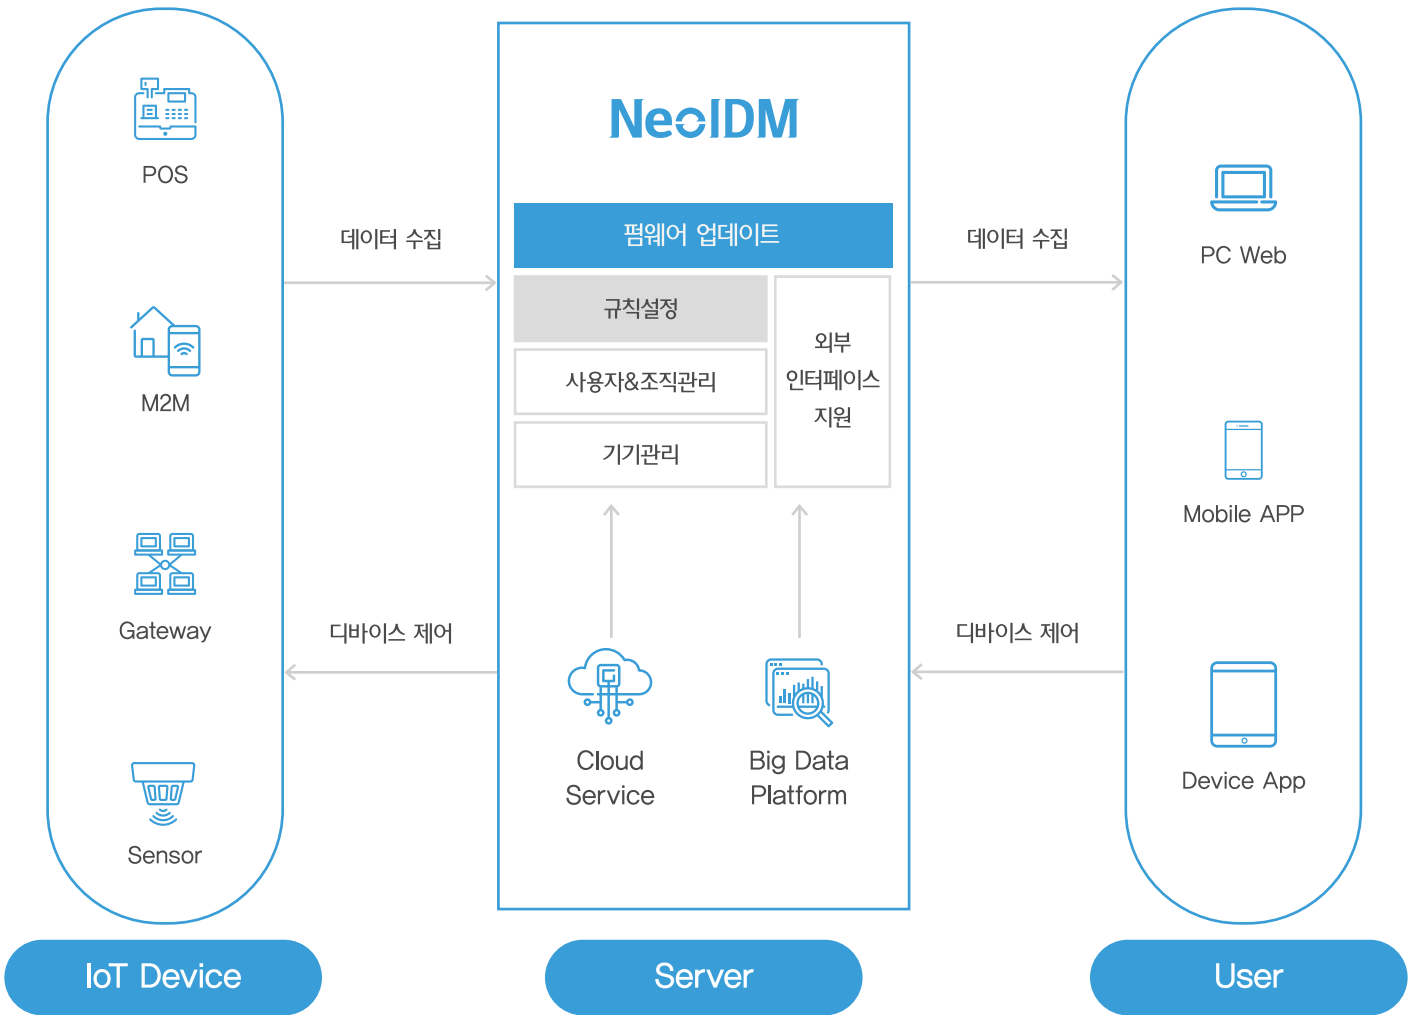 POS
M2M
Gateway
Sensor
IoT Device
데이터 수집
디바이스 제어
NeoIDM
펌웨어 업데이트
규칙설정
사용자&조직관리
기기관리
외부
인터페이스
지원
Cloud
Service
Big Data
Platform
Server
데이터 수집
디바이스 제어
PC Web
Mobile APP
Device App
User